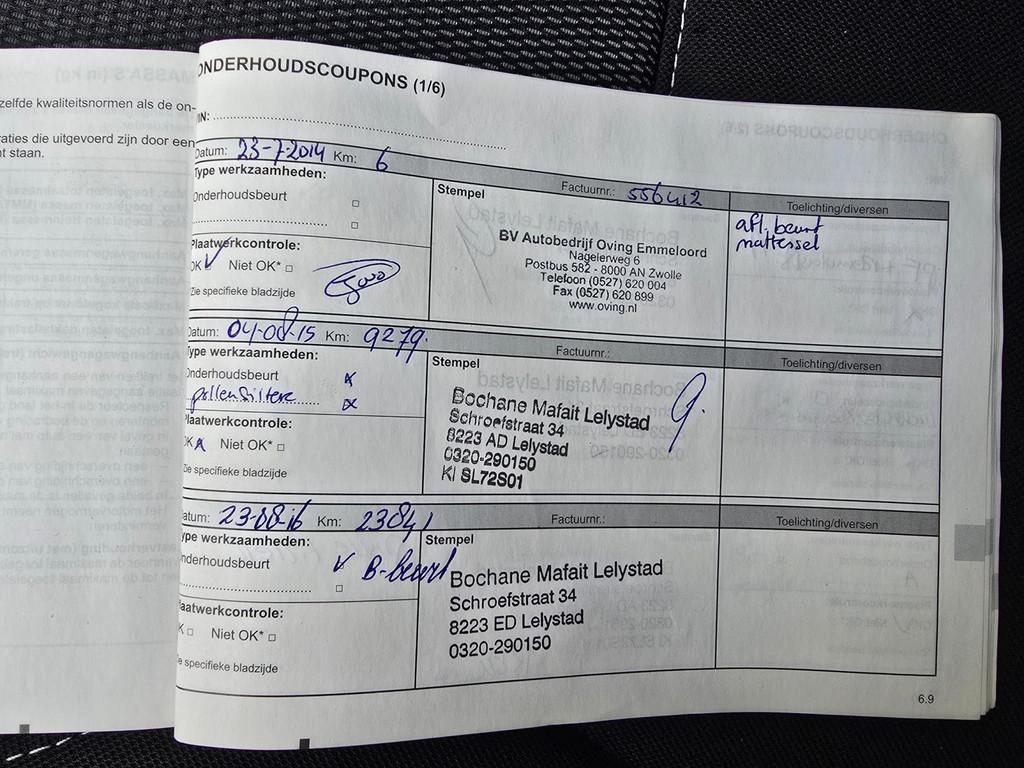 zelfde kwaliteitsnormen als de on-
raties die uitgevoerd zijn door een
nt staan.
ONDERHOUDSCOUPONS (1/6)
VIN:
Datum: 23-7-2014 Km: 6 Factuurnr.: 556412 Toelichting/diversen
Type werkzaamheden:
Onderhoudsbeurt
Plaatwerkcontrole:
OK Niet OK*
Zie specifieke bladzijde
Stempel
BV Autobedrijf Oving Emmeloord
Nagelerweg 6
Postbus 582 - 8000 AN Zwolle
Telefoon (0527) 620 004
Fax (0527) 620 899
www.oving.nl
afl. beurt
mattessel
Datum: 04-08-15 Km: 9279. Factuurnr.: Toelichting/diversen
Type werkzaamheden:
Onderhoudsbeurt
pollenfilter
Plaatwerkcontrole:
OK Niet OK*
Zie specifieke bladzijde
Stempel
Bochane Mafait Lelystad
Schroefstraat 34
8223 AD Lelystad
0320-290150
KI SL72S01
Datum: 23-08-16 Km: 23841 Factuurnr.: Toelichting/diversen
Type werkzaamheden:
Onderhoudsbeurt B-beurt
Plaatwerkcontrole:
OK Niet OK*
Zie specifieke bladzijde
Stempel
Bochane Mafait Lelystad
Schroefstraat 34
8223 ED Lelystad
0320-290150
6.9